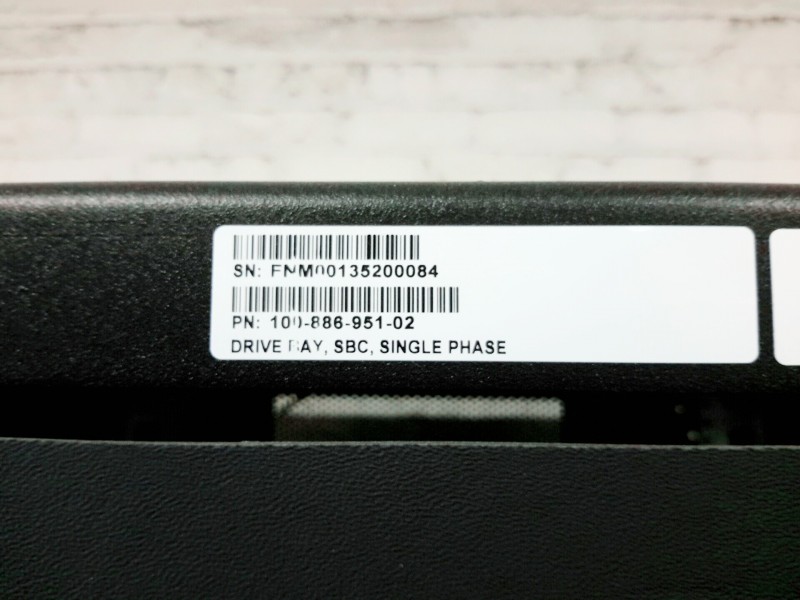 SN: FNM00135200084
PN: 100-886-951-02
DRIVE BAY, SBC, SINGLE PHASE